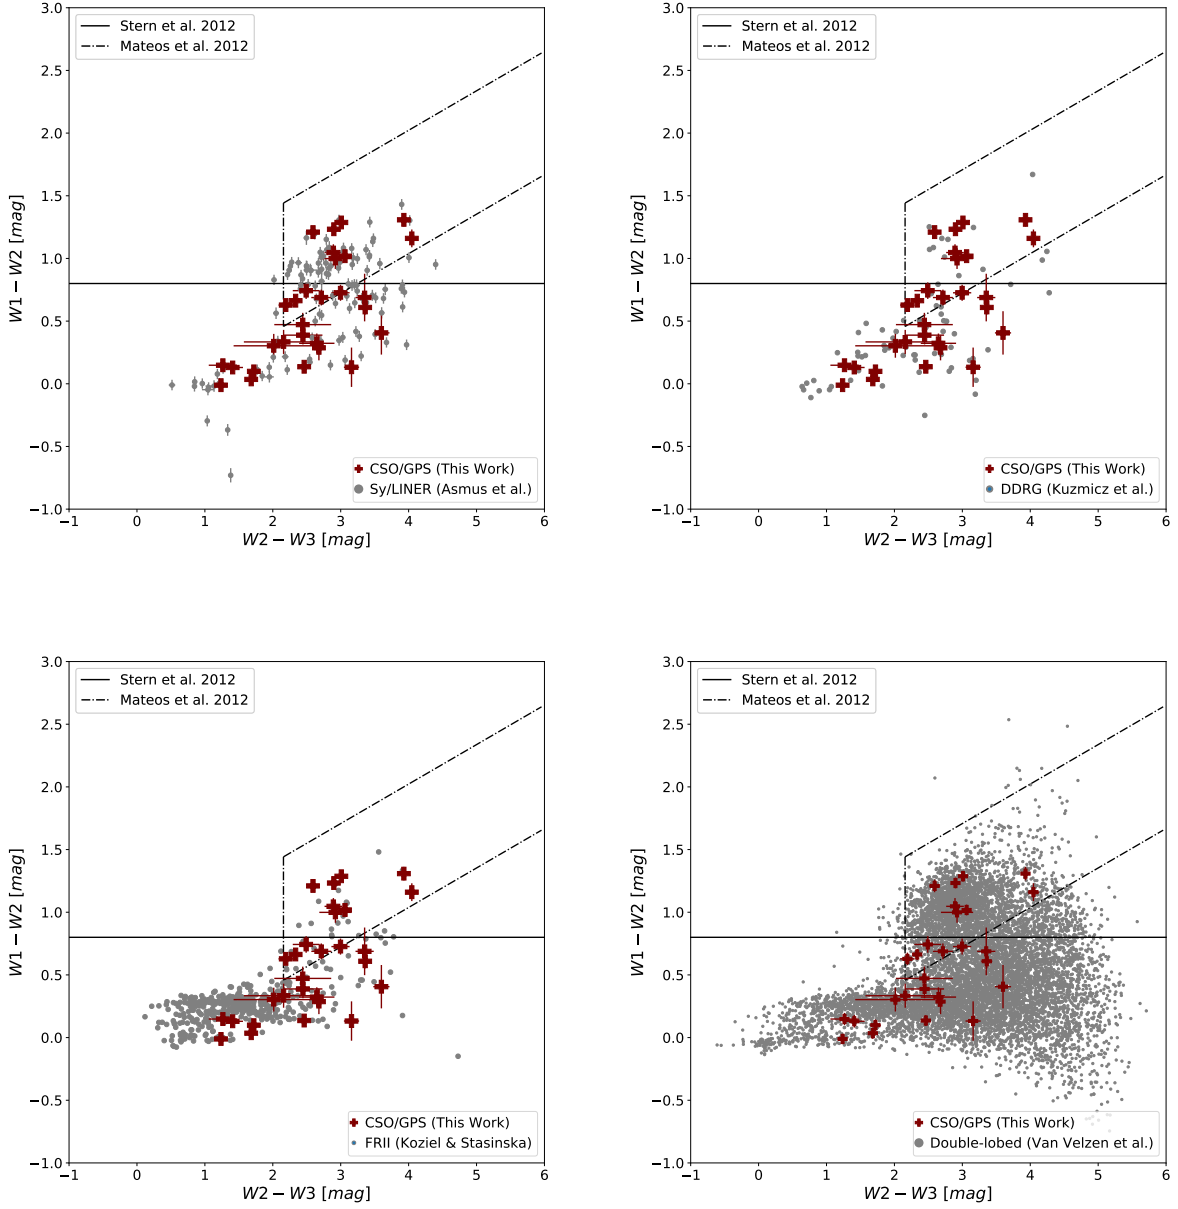 Stern et al. 2012
Mateos et al. 2012
3.0
2.5
2.0
1.5
1.0
0.5
0.0
−0.5
−1.0
W1 − W2 [mag]
CSO/GPS (This Work)
Sy/LINER (Asmus et al.)
−1 0 1 2 3 4 5 6
W2 − W3 [mag]
Stern et al. 2012
Mateos et al. 2012
3.0
2.5
2.0
1.5
1.0
0.5
0.0
−0.5
−1.0
W1 − W2 [mag]
CSO/GPS (This Work)
DDRG (Kuzmicz et al.)
−1 0 1 2 3 4 5 6
W2 − W3 [mag]
Stern et al. 2012
Mateos et al. 2012
3.0
2.5
2.0
1.5
1.0
0.5
0.0
−0.5
−1.0
W1 − W2 [mag]
CSO/GPS (This Work)
FRII (Koziel & Stasinska)
−1 0 1 2 3 4 5 6
W2 − W3 [mag]
Stern et al. 2012
Mateos et al. 2012
3.0
2.5
2.0
1.5
1.0
0.5
0.0
−0.5
−1.0
W1 − W2 [mag]
CSO/GPS (This Work)
Double-lobed (Van Velzen et al.)
−1 0 1 2 3 4 5 6
W2 − W3 [mag]